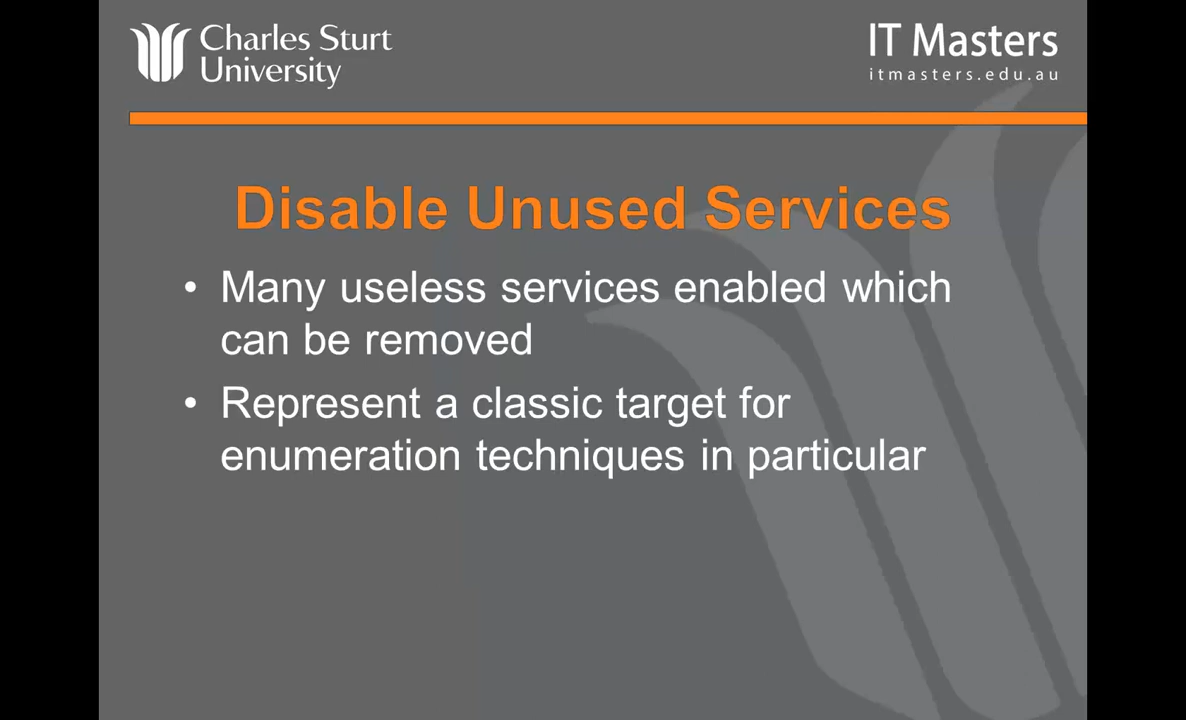 Charles Sturt
University
IT Masters
itmasters.edu.au
Disable Unused Services
• Many useless services enabled which
can be removed
• Represent a classic target for
enumeration techniques in particular